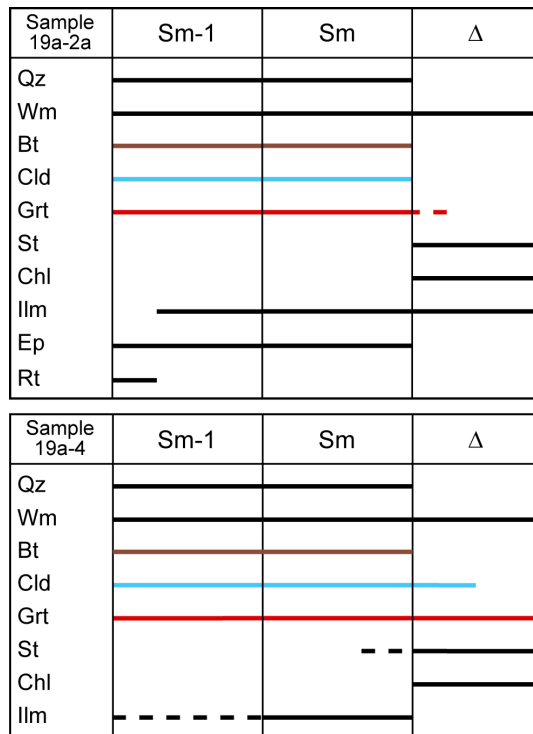 Sample
19a-2a
Sm-1
Sm
Δ
Qz
Wm
Bt
Cld
Grt
St
Chl
Ilm
Ep
Rt
Sample
19a-4
Sm-1
Sm
Δ
Qz
Wm
Bt
Cld
Grt
St
Chl
Ilm